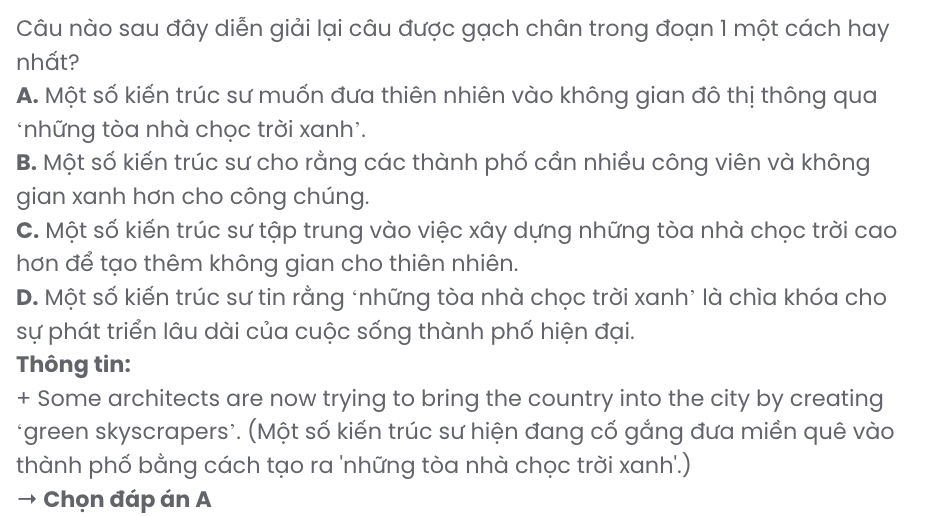 Câu nào sau đây diễn giải lại câu được gạch chân trong đoạn 1 một cách hay
nhất?
A. Một số kiến trúc sư muốn đưa thiên nhiên vào không gian đô thị thông qua
‘những tòa nhà chọc trời xanh’.
B. Một số kiến trúc sư cho rằng các thành phố cần nhiều công viên và không
gian xanh hơn cho công chúng.
C. Một số kiến trúc sư tập trung vào việc xây dựng những tòa nhà chọc trời cao
hơn để tạo thêm không gian cho thiên nhiên.
D. Một số kiến trúc sư tin rằng ‘những tòa nhà chọc trời xanh’ là chìa khóa cho
sự phát triển lâu dài của cuộc sống thành phố hiện đại.
Thông tin:
+ Some architects are now trying to bring the country into the city by creating
‘green skyscrapers’. (Một số kiến trúc sư hiện đang cố gắng đưa miền quê vào
thành phố bằng cách tạo ra 'những tòa nhà chọc trời xanh'.)
→ Chọn đáp án A